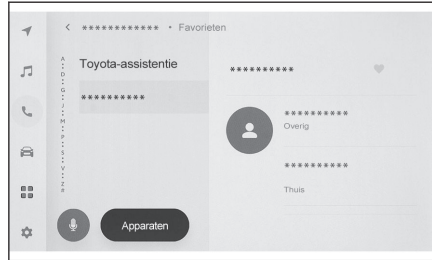 ************ • Favorieten
Toyota-assistentie
**********
**********
**********
Overig
**********
Thuis
A
•
D
•
G
•
J
•
M
•
P
•
S
•
V
•
Z
#
Apparaten